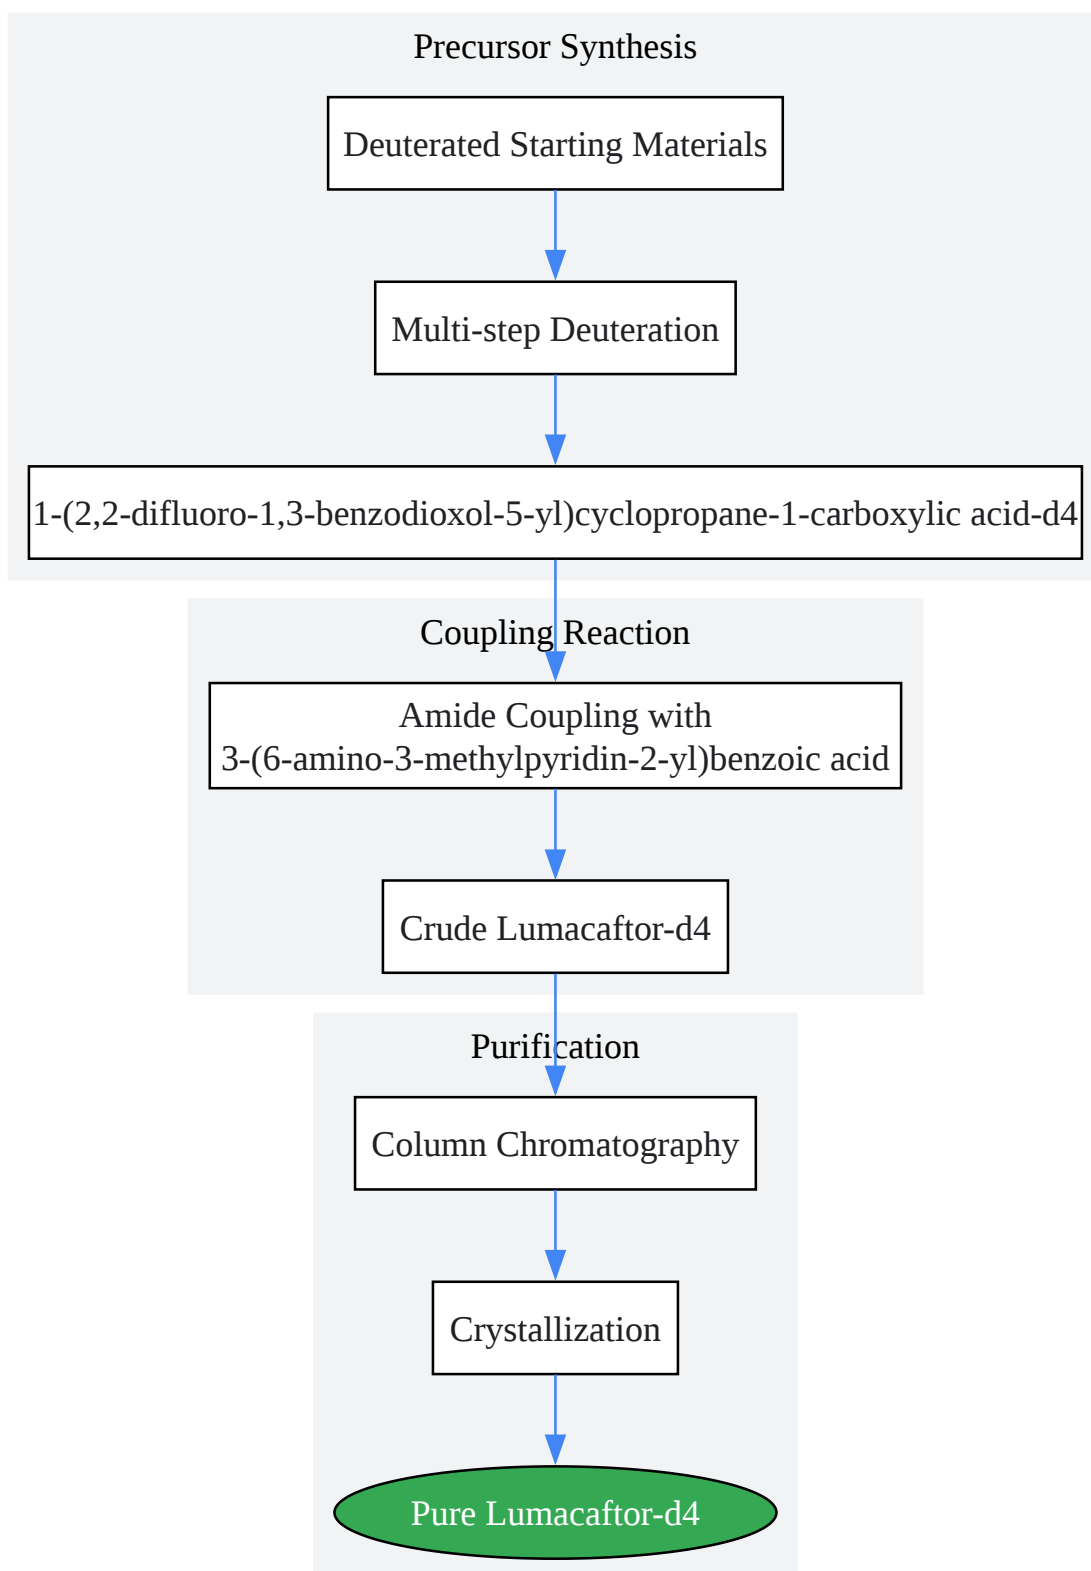 Precursor Synthesis
Deuterated Starting Materials
Multi-step Deuteration
1-(2,2-difluoro-1,3-benzodioxol-5-yl)cyclopropane-1-carboxylic acid-d4
Coupling Reaction
Amide Coupling with
3-(6-amino-3-methylpyridin-2-yl)benzoic acid
Crude Lumacaftor-d4
Purification
Column Chromatography
Crystallization
Pure Lumacaftor-d4